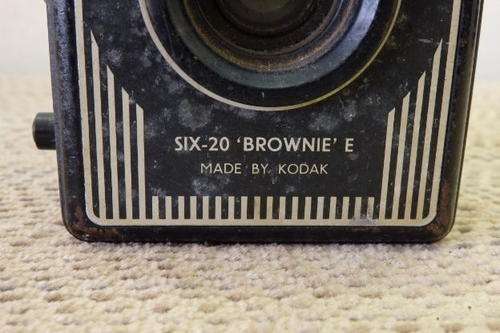 SIX-20 'BROWNIE' E
MADE BY KODAK